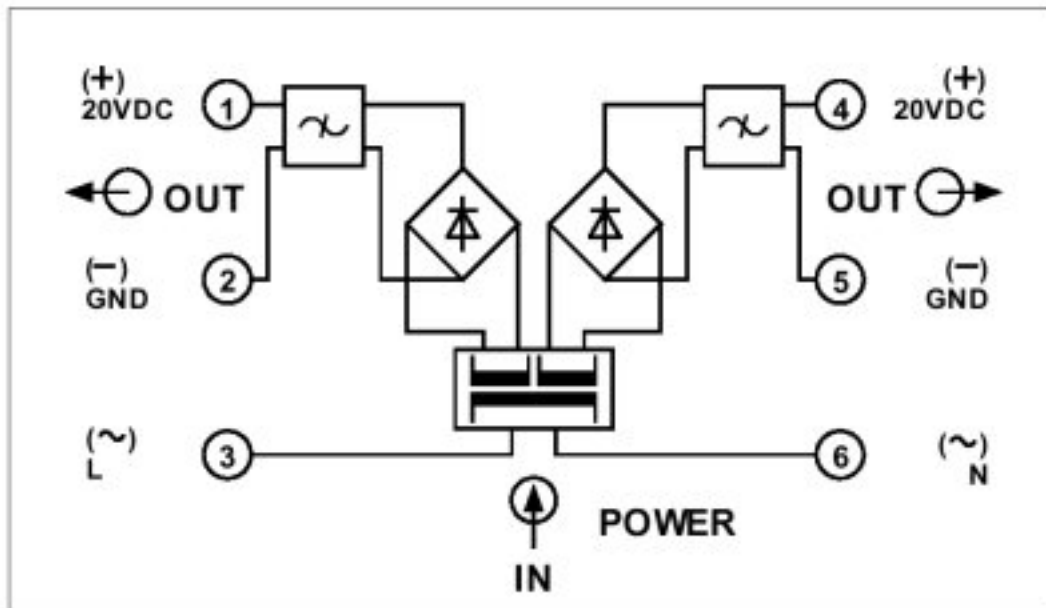 (+)
20VDC
1
4
(+)
20VDC
OUT
OUT
(−)
GND
2
5
(−)
GND
(~)
L
3
6
(~)
N
POWER
IN